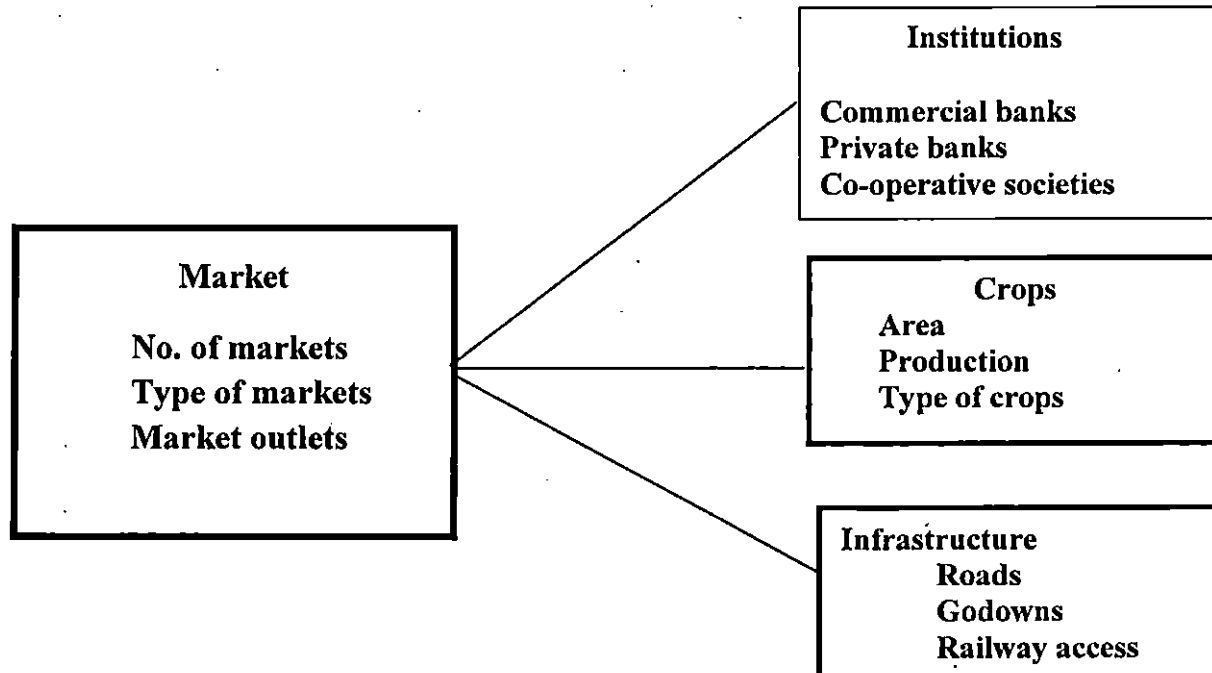 Market
No. of markets
Type of markets
Market outlets
Institutions
Commercial banks
Private banks
Co-operative societies
Crops
Area
Production
Type of crops
Infrastructure
Roads
Godowns
Railway access